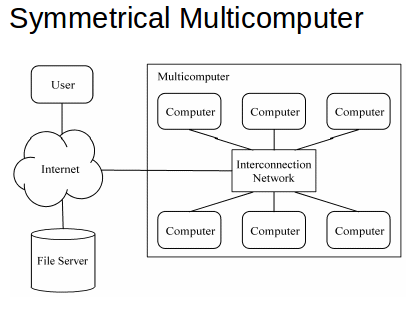 Symmetrical Multicomputer
User
Multicomputer
Computer
Computer
Computer
Internet
Interconnection
Network
Computer
Computer
Computer
File Server